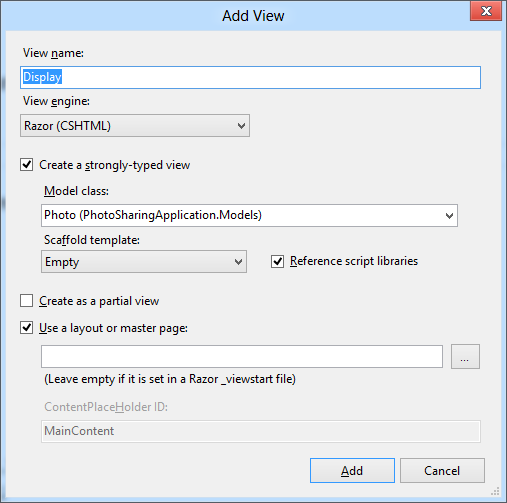 Add View
View name:
Display
View engine:
Razor (CSHTML)
Create a strongly-typed view
Model class:
Photo (PhotoSharingApplication.Models)
Scaffold template:
Empty
Reference script libraries
Create as a partial view
Use a layout or master page:
...
(Leave empty if it is set in a Razor _viewstart file)
ContentPlaceHolder ID:
MainContent
Add
Cancel